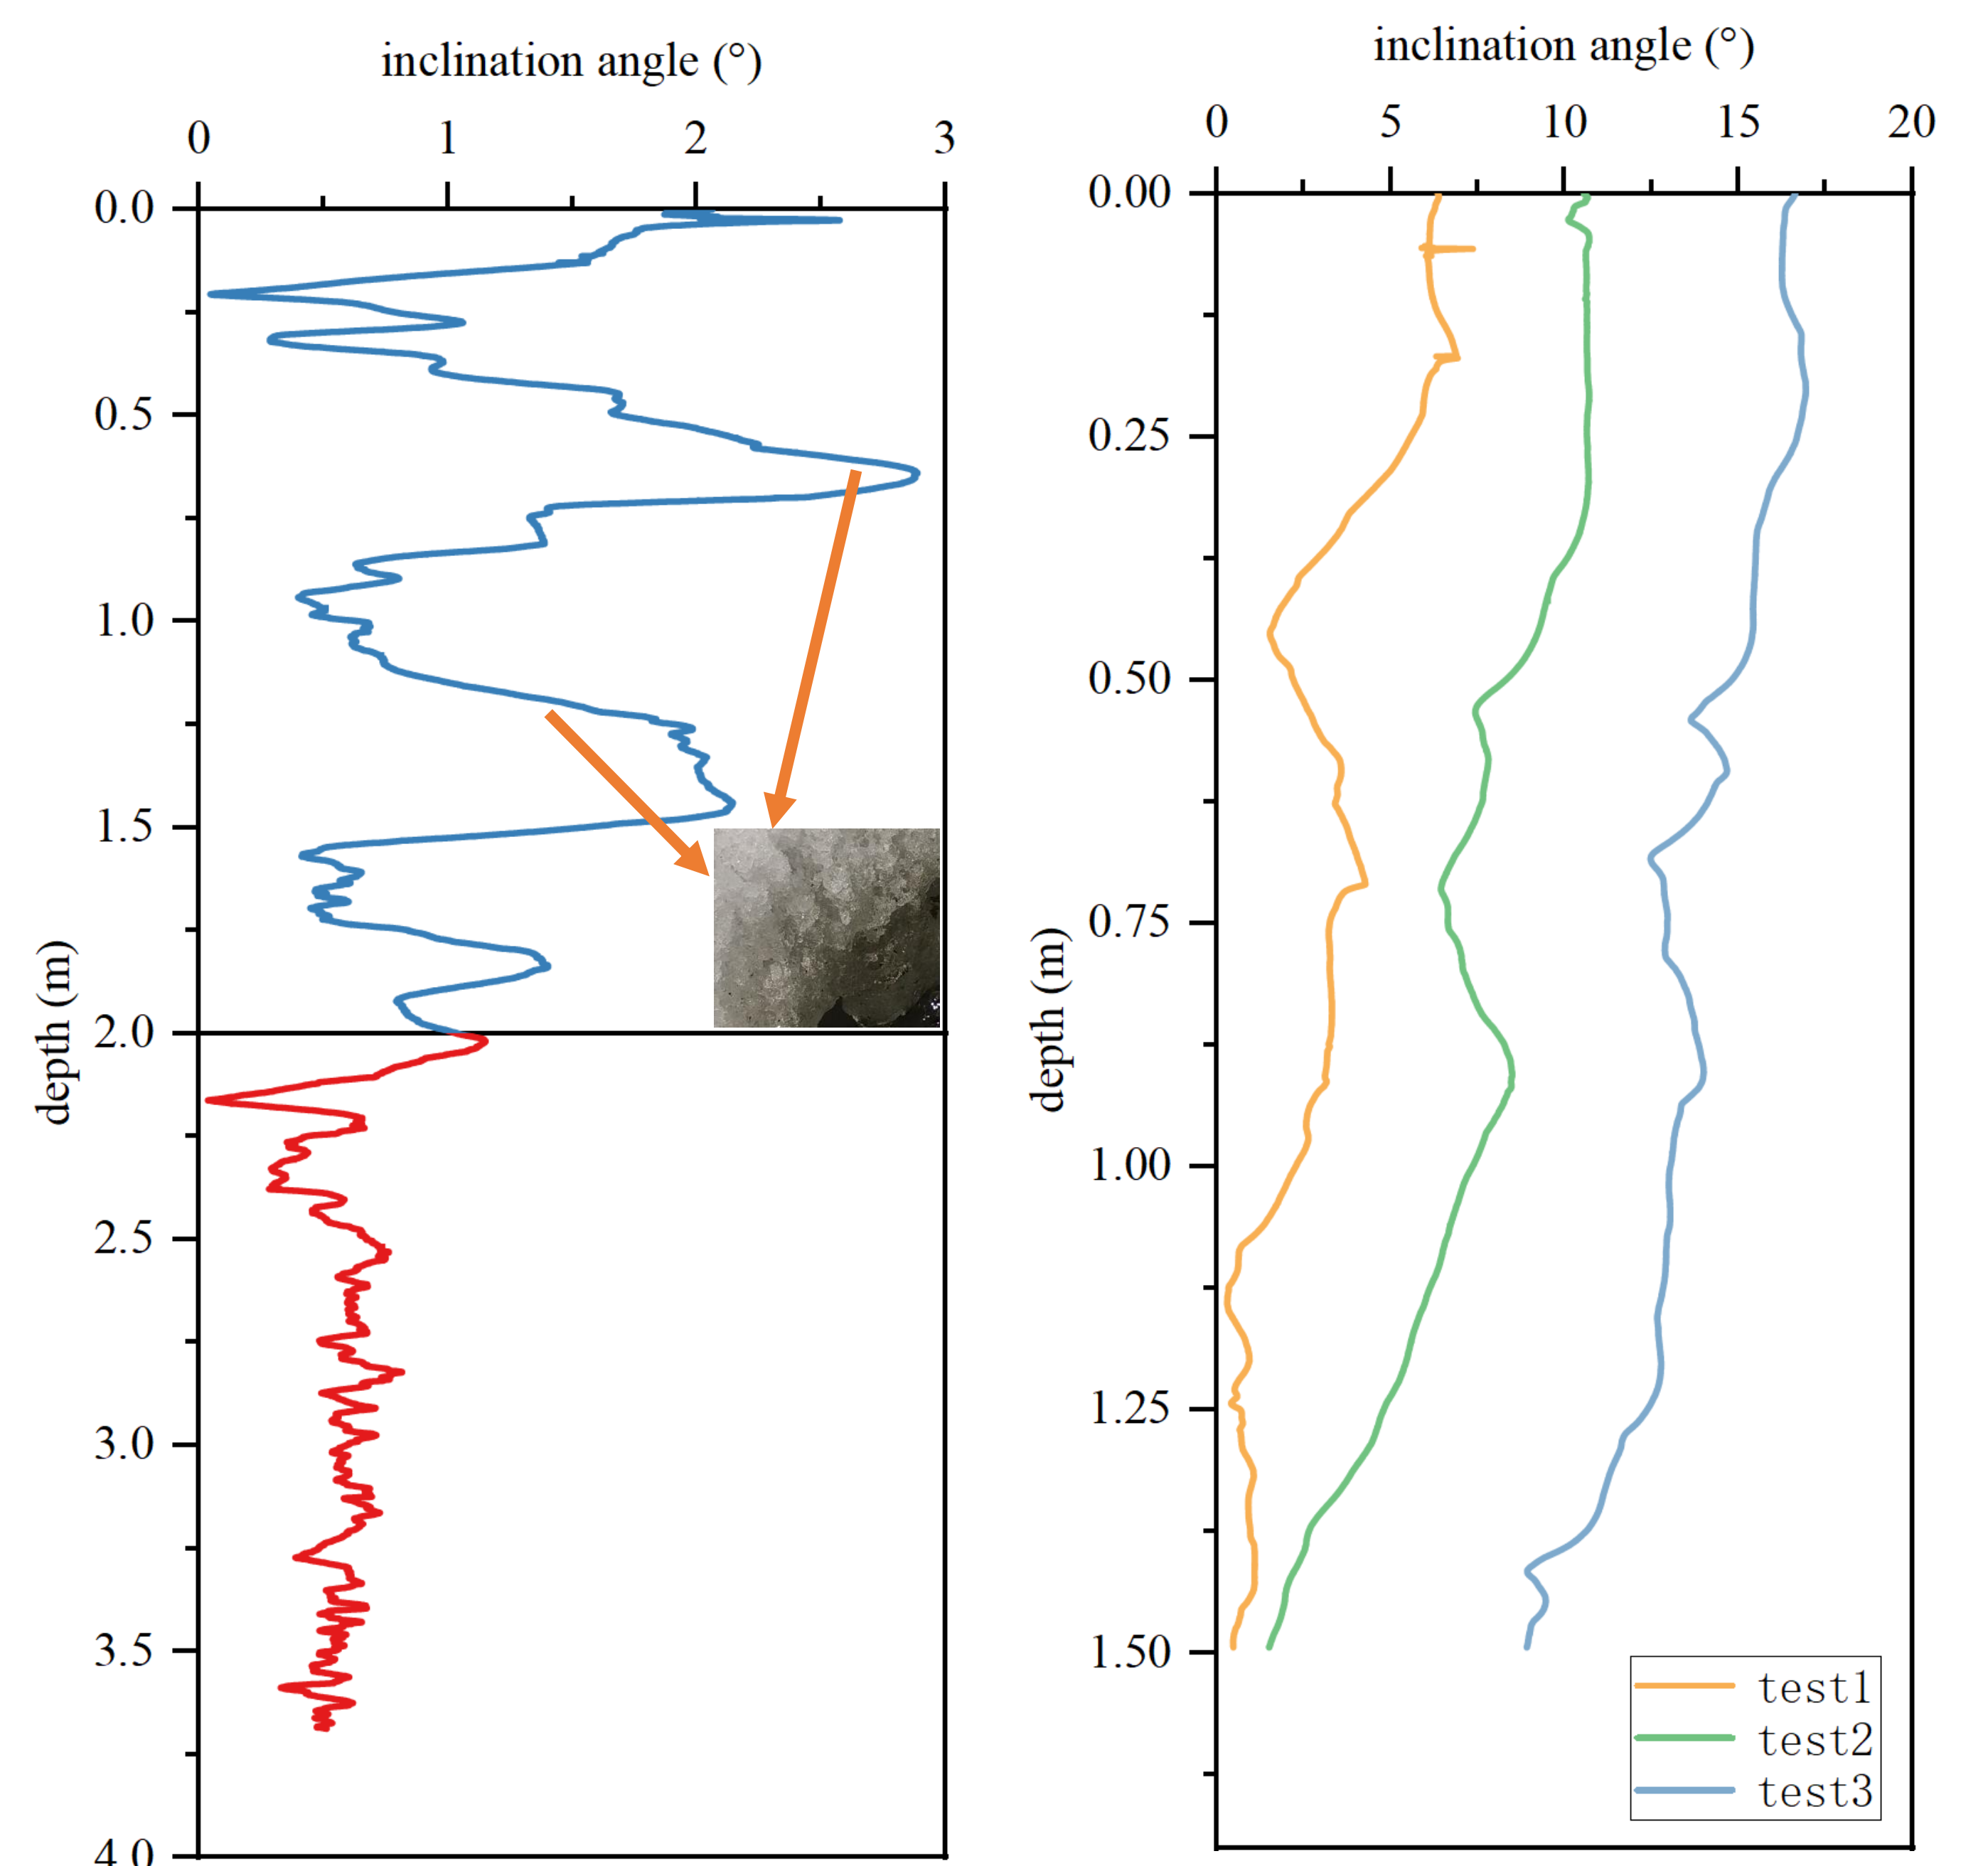 inclination angle (°)
0 1 2 3
0.0
0.5
1.0
1.5
2.0
2.5
3.0
3.5
4.0
depth (m)
inclination angle (°)
0 5 10 15 20
0.00
0.25
0.50
0.75
1.00
1.25
1.50
depth (m)
test1
test2
test3